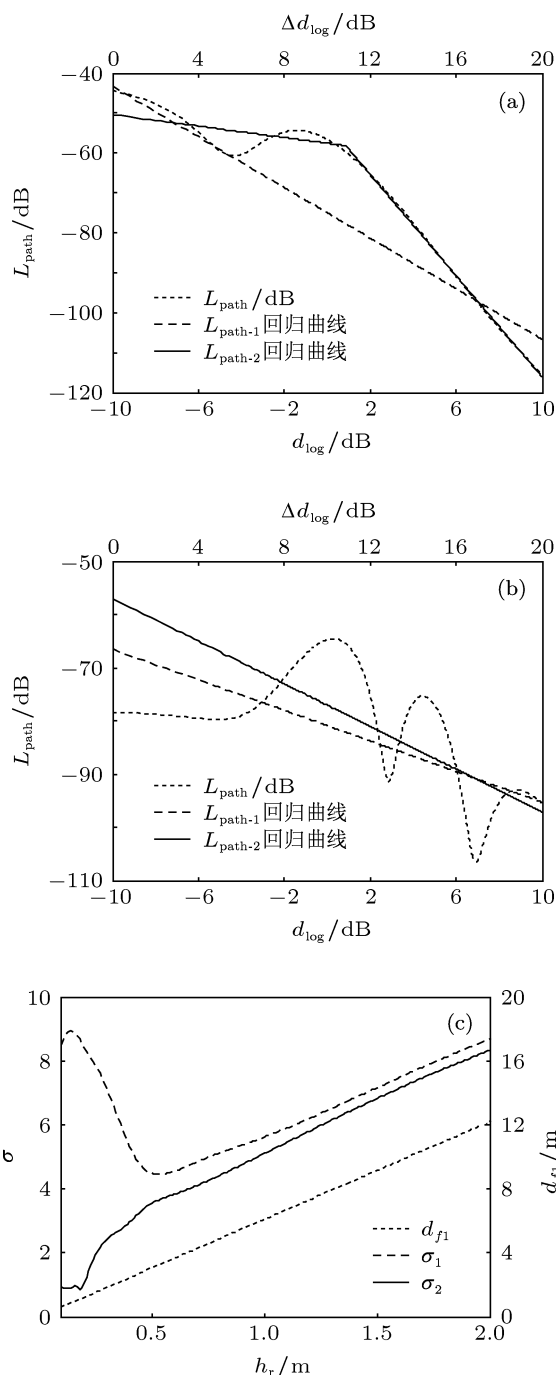 Δd_log/dB
0 4 8 12 16 20
(a)
−40
−60
−80
−100
−120
L_path/dB
L_path/dB
L_path-1回归曲线
L_path-2回归曲线
−10 −6 −2 2 6 10
d_log/dB
Δd_log/dB
0 4 8 12 16 20
(b)
−50
−70
−90
−110
L_path/dB
L_path/dB
L_path-1回归曲线
L_path-2回归曲线
−10 −6 −2 2 6 10
d_log/dB
(c)
10
8
6
4
2
0
σ
20
16
12
8
4
0
d_f1/m
d_f1
σ_1
σ_2
0.5 1.0 1.5 2.0
h_r/m